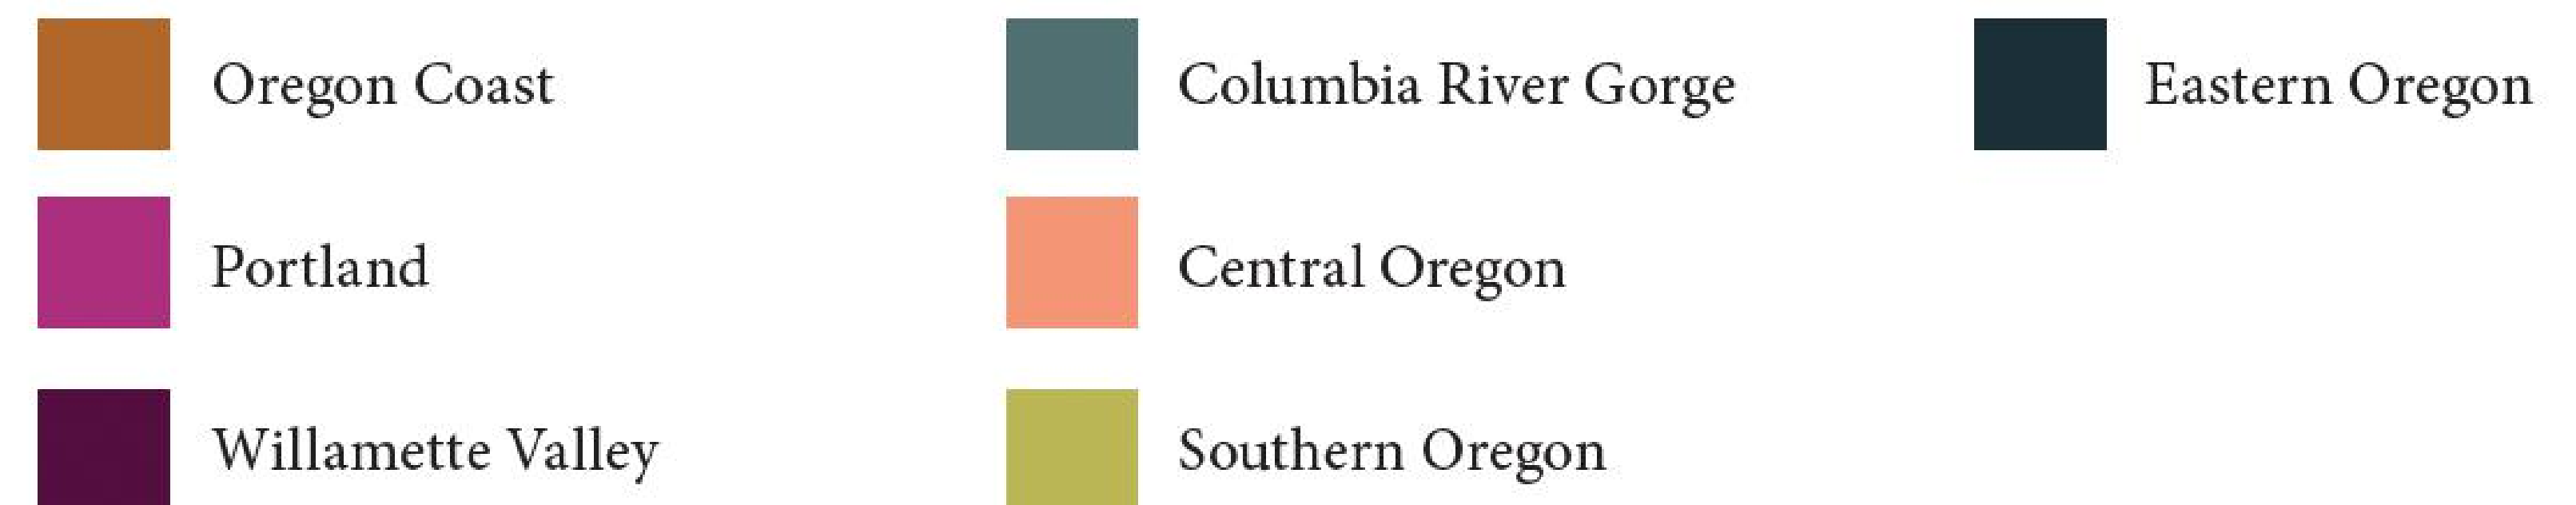 Oregon Coast
Portland
Willamette Valley
Columbia River Gorge
Central Oregon
Southern Oregon
Eastern Oregon